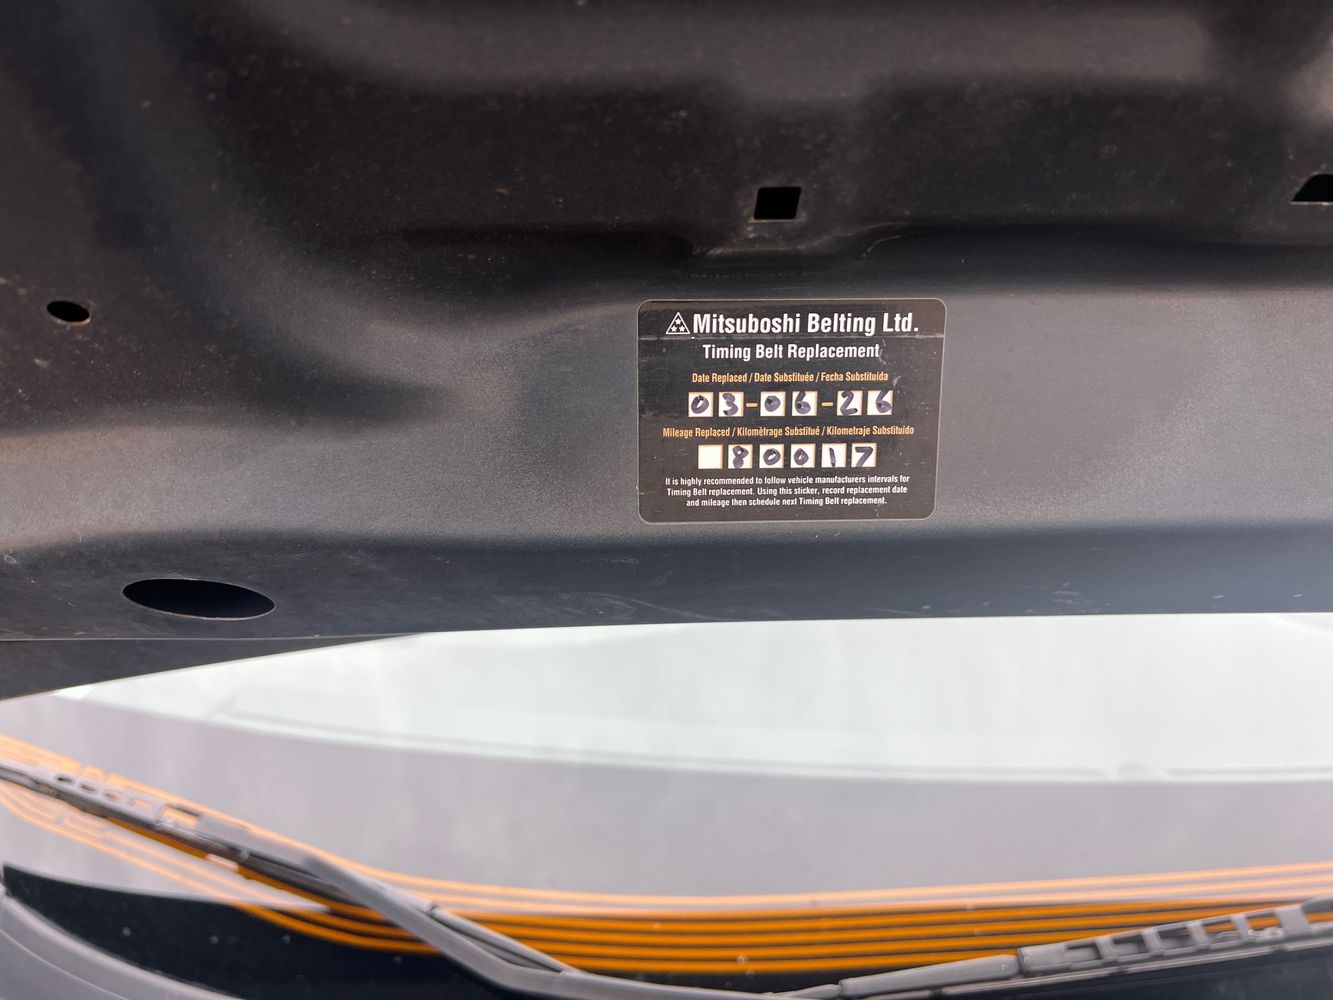 Mitsuboshi Belting Ltd.
Timing Belt Replacement
Date Replaced / Date Substituée / Fecha Substituida
03-06-26
Mileage Replaced / Kilomètrage Substitué / Kilometraje Substituído
80017
It is highly recommended to follow vehicle manufacturers intervals for
Timing Belt replacement. Using this sticker, record replacement date
and mileage then schedule next Timing Belt replacement.